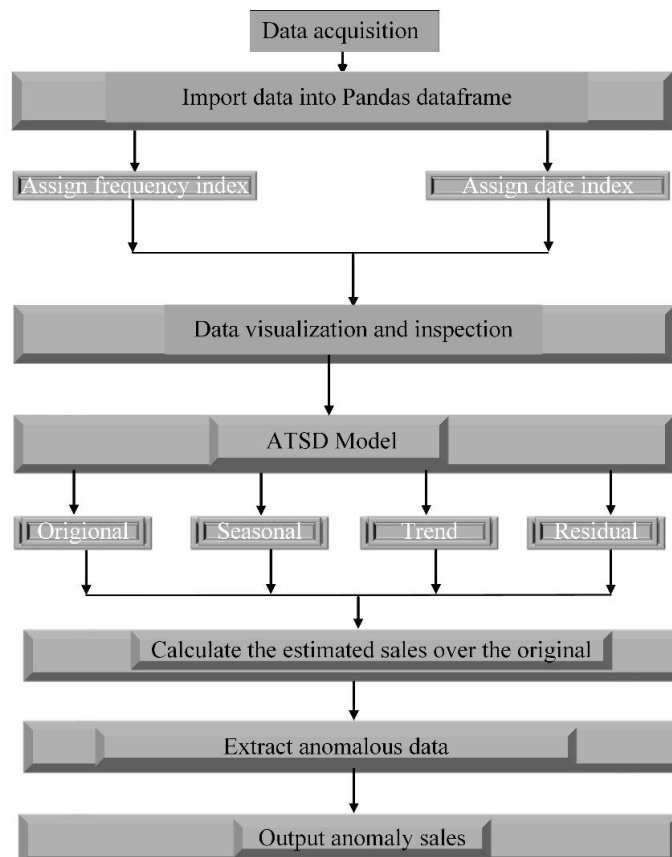 Data acquisition
Import data into Pandas dataframe
Assign frequency index
Assign date index
Data visualization and inspection
ATSD Model
Origional
Seasonal
Trend
Residual
Calculate the estimated sales over the original
Extract anomalous data
Output anomaly sales